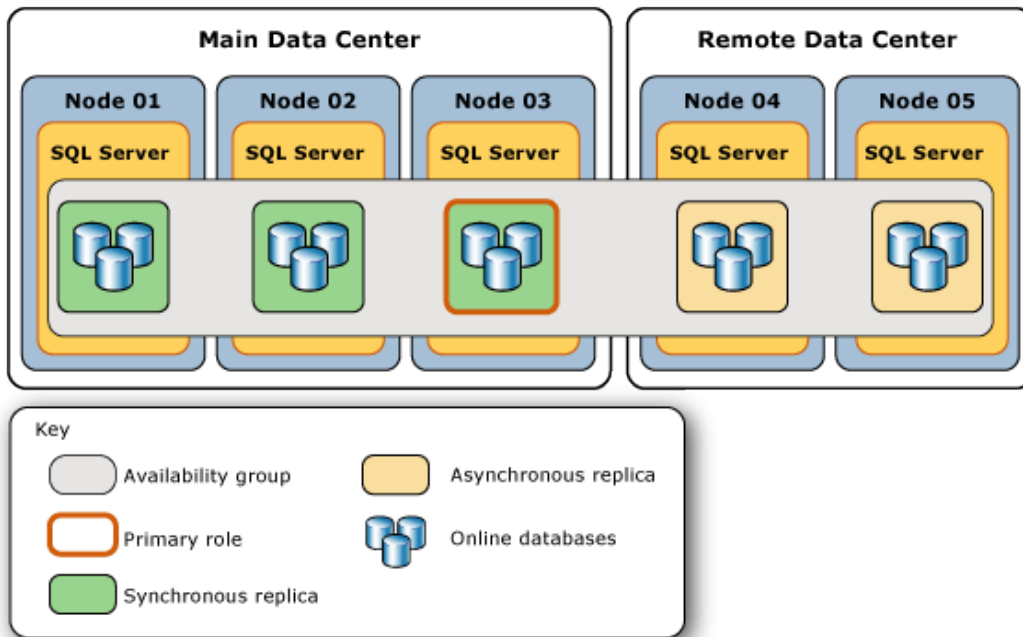 Main Data Center
Remote Data Center
Node 01
Node 02
Node 03
Node 04
Node 05
SQL Server
SQL Server
SQL Server
SQL Server
SQL Server
Key
Availability group
Primary role
Synchronous replica
Asynchronous replica
Online databases